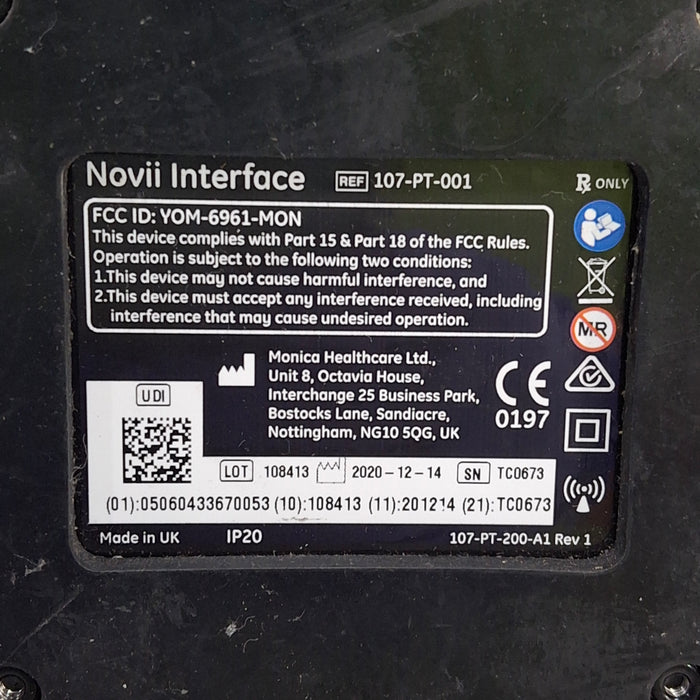 Novii Interface REF 107-PT-001 Rx ONLY
FCC ID: YOM-6961-MON
This device complies with Part 15 & Part 18 of the FCC Rules.
Operation is subject to the following two conditions:
1.This device may not cause harmful interference, and
2.This device must accept any interference received, including
interference that may cause undesired operation.
MR
Monica Healthcare Ltd.,
Unit 8, Octavia House,
Interchange 25 Business Park,
Bostocks Lane, Sandiacre,
Nottingham, NG10 5QG, UK
CE
0197
UDI
LOT 108413 2020-12-14 SN TC0673
(01):05060433670053 (10):108413 (11):201214 (21):TC0673
Made in UK IP20 107-PT-200-A1 Rev 1